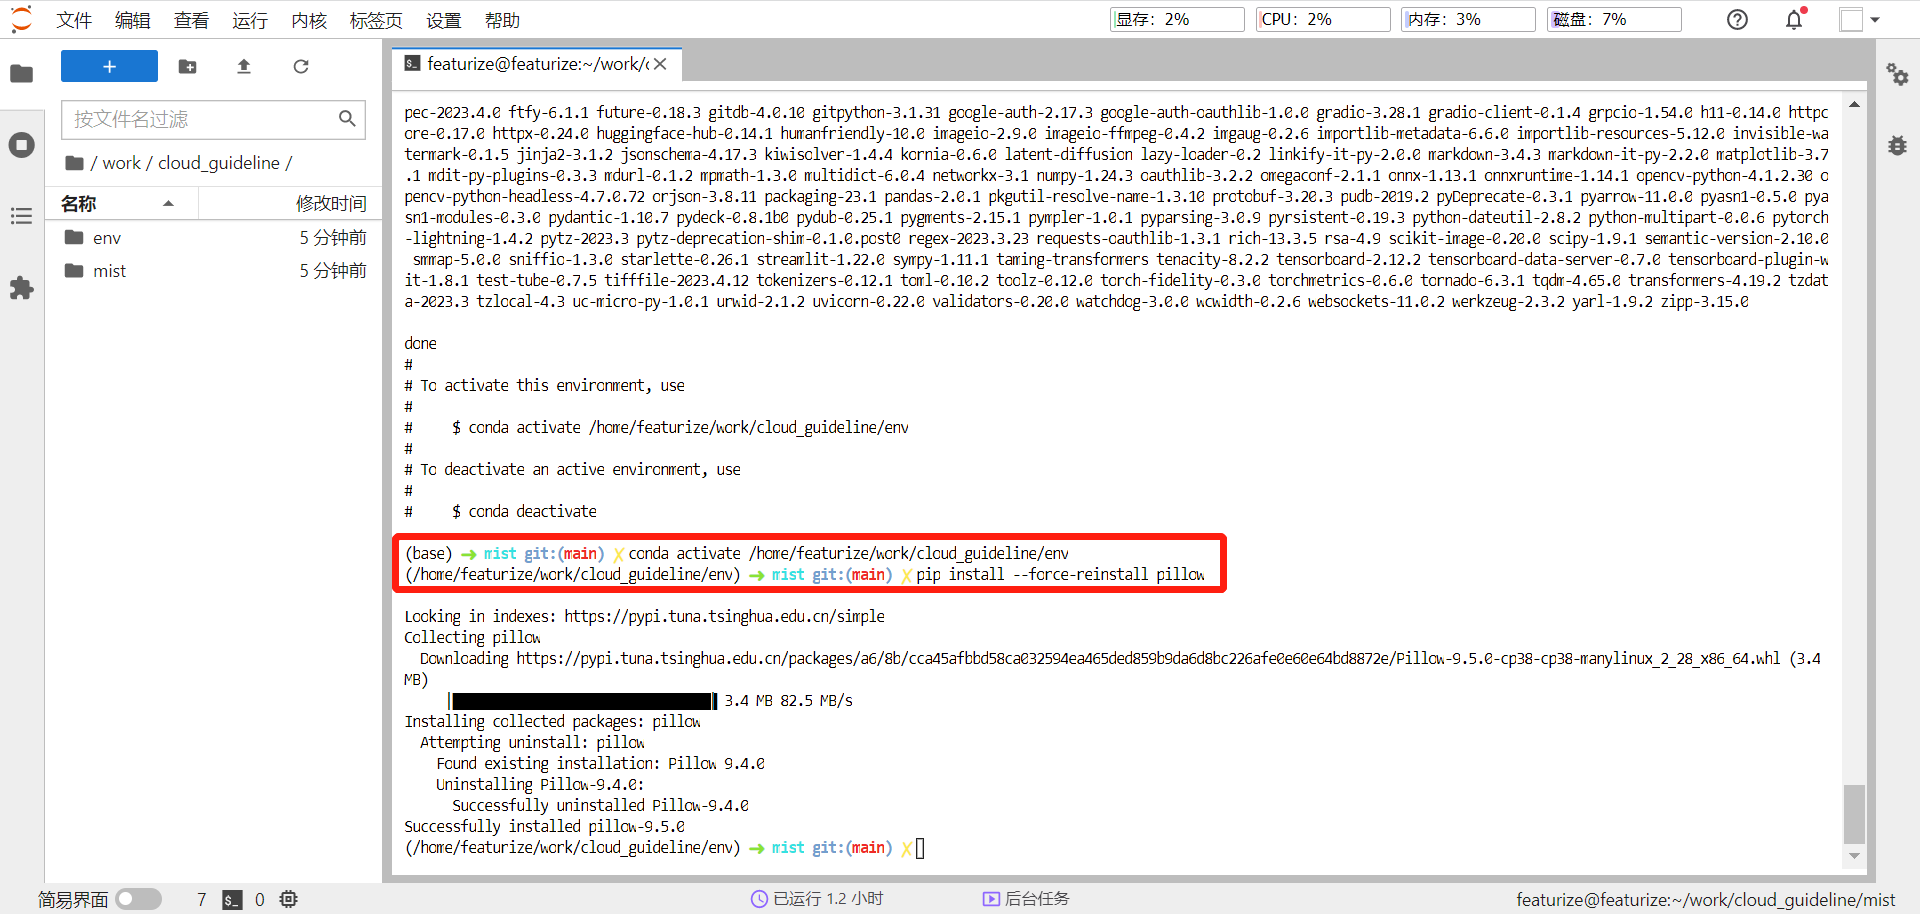 文件 编辑 查看 运行 内核 标签页 设置 帮助
显存: 2% CPU: 2% 内存: 3% 磁盘: 7%
featurize@featurize:~/work/c
按文件名过滤
/ work / cloud_guideline /
名称 修改时间
env 5 分钟前
mist 5 分钟前
pec-2023.4.0 ftfy-6.1.1 future-0.18.3 gitdb-4.0.10 gitpython-3.1.31 google-auth-2.17.3 google-auth-oauthlib-1.0.0 gradio-3.28.1 gradio-client-0.1.4 grpcio-1.54.0 h11-0.14.0 httpc
ore-0.17.0 httpx-0.24.0 huggingface-hub-0.14.1 humanfriendly-10.0 imageio-2.9.0 imageio-ffmpeg-0.4.2 imgaug-0.2.6 importlib-metadata-6.6.0 importlib-resources-5.12.0 invisible-wa
termark-0.1.5 jinja2-3.1.2 jsonschema-4.17.3 kiwisolver-1.4.4 kornia-0.6.0 latent-diffusion lazy-loader-0.2 linkify-it-py-2.0.0 markdown-3.4.3 markdown-it-py-2.2.0 matplotlib-3.7
.1 mdit-py-plugins-0.3.3 mdurl-0.1.2 mpmath-1.3.0 multidict-6.0.4 networkx-3.1 numpy-1.24.3 oauthlib-3.2.2 omegaconf-2.1.1 onnx-1.13.1 onnxruntime-1.14.1 opencv-python-4.1.2.30 o
pencv-python-headless-4.7.0.72 orjson-3.8.11 packaging-23.1 pandas-2.0.1 pkgutil-resolve-name-1.3.10 protobuf-3.20.3 pudb-2019.2 pyDeprecate-0.3.1 pyarrow-11.0.0 pyasn1-0.5.0 pya
sn1-modules-0.3.0 pydantic-1.10.7 pydeck-0.8.1b0 pydub-0.25.1 pygments-2.15.1 pympler-1.0.1 pyparsing-3.0.9 pyrsistent-0.19.3 python-dateutil-2.8.2 python-multipart-0.0.6 pytorch
-lightning-1.4.2 pytz-2023.3 pytz-deprecation-shim-0.1.0.post0 regex-2023.3.23 requests-oauthlib-1.3.1 rich-13.3.5 rsa-4.9 scikit-image-0.20.0 scipy-1.9.1 semantic-version-2.10.0
smmap-5.0.0 sniffio-1.3.0 starlette-0.26.1 streamlit-1.22.0 sympy-1.11.1 taming-transformers tenacity-8.2.2 tensorboard-2.12.2 tensorboard-data-server-0.7.0 tensorboard-plugin-w
it-1.8.1 test-tube-0.7.5 tifffile-2023.4.12 tokenizers-0.12.1 toml-0.10.2 toolz-0.12.0 torch-fidelity-0.3.0 torchmetrics-0.6.0 tornado-6.3.1 tqdm-4.65.0 transformers-4.19.2 tzdat
a-2023.3 tzlocal-4.3 uc-micro-py-1.0.1 urwid-2.1.2 uvicorn-0.22.0 validators-0.20.0 watchdog-3.0.0 wcwidth-0.2.6 websockets-11.0.2 werkzeug-2.3.2 yarl-1.9.2 zipp-3.15.0
done
#
# To activate this environment, use
#
# $ conda activate /home/featurize/work/cloud_guideline/env
#
# To deactivate an active environment, use
#
# $ conda deactivate
(base) ➜ mist git:(main) ✗ conda activate /home/featurize/work/cloud_guideline/env
(/home/featurize/work/cloud_guideline/env) ➜ mist git:(main) ✗ pip install --force-reinstall pillow
Looking in indexes: https://pypi.tuna.tsinghua.edu.cn/simple
Collecting pillow
Downloading https://pypi.tuna.tsinghua.edu.cn/packages/a6/8b/cca45afbbd58ca032594ea465ded859b9da6d8bc226afe0e60e64bd8872e/Pillow-9.5.0-cp38-cp38-manylinux_2_28_x86_64.whl (3.4
MB)
3.4 MB 82.5 MB/s
Installing collected packages: pillow
Attempting uninstall: pillow
Found existing installation: Pillow 9.4.0
Uninstalling Pillow-9.4.0:
Successfully uninstalled Pillow-9.4.0
Successfully installed pillow-9.5.0
(/home/featurize/work/cloud_guideline/env) ➜ mist git:(main) ✗
简易界面 7 $_ 0 已运行 1.2 小时 后台任务 featurize@featurize:~/work/cloud_guideline/mist